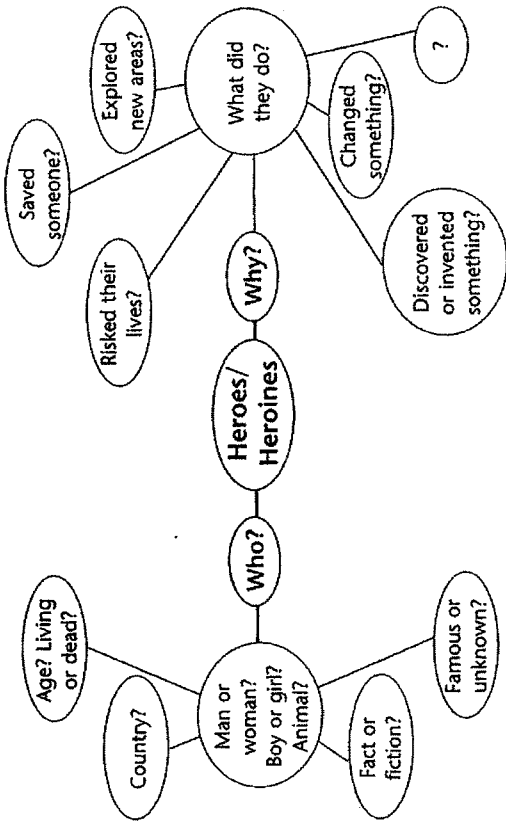 Age? Living
or dead?
Country?
Man or
woman?
Boy or girl?
Animal?
Fact or
fiction?
Famous or
unknown?
Who?
Heroes/
Heroines
Why?
Risked their
lives?
Saved
someone?
Explored
new areas?
What did
they do?
Changed
something?
Discovered
or invented
something?
?